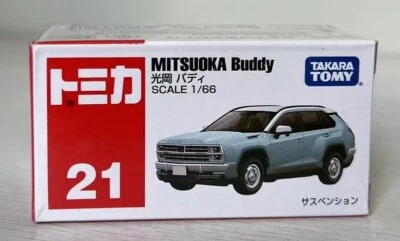 トミカ
MITSUOKA Buddy
光岡 バディ
SCALE 1/66
TAKARA
TOMY
21
サスペンション